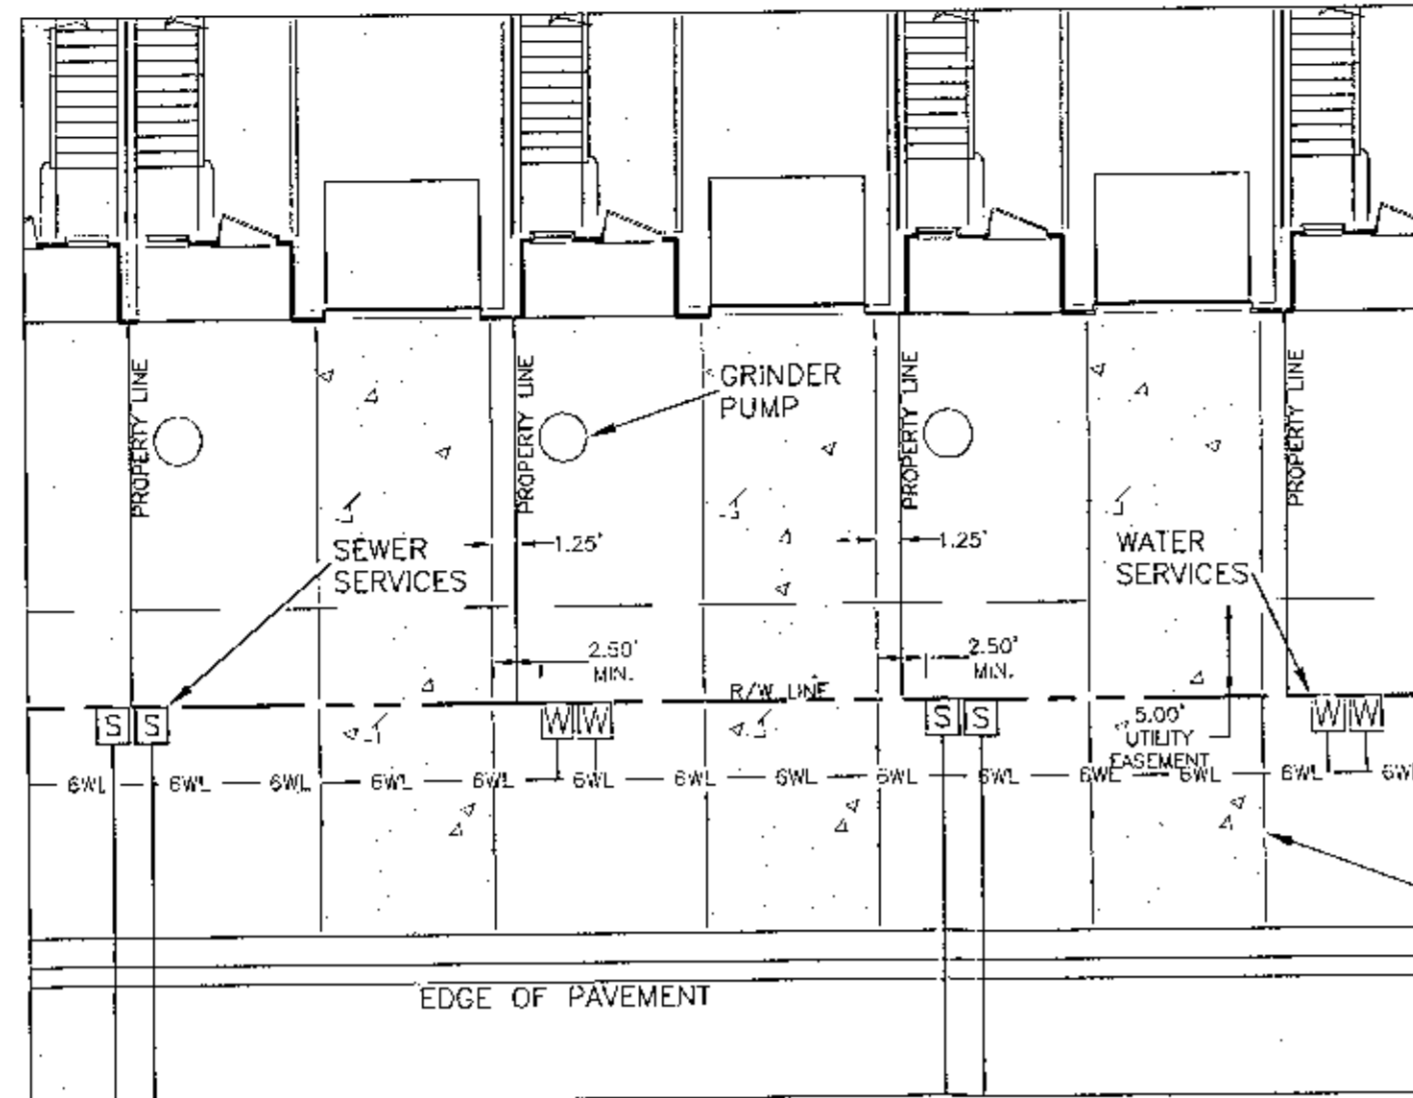 PROPERTY LINE
PROPERTY LINE
PROPERTY LINE
PROPERTY LINE
GRINDER
PUMP
SEWER
SERVICES
1.25'
1.25'
WATER
SERVICES
2.50'
MIN.
2.50'
MIN.
R/W LINE
S S
W W
S S
W W
5.00'
UTILITY
EASEMENT
6WL 6WL 6WL 6WL 6WL 6WL 6WL 6WL 6WL 6WL 6WL 6WL 6WL 6WL
EDGE OF PAVEMENT